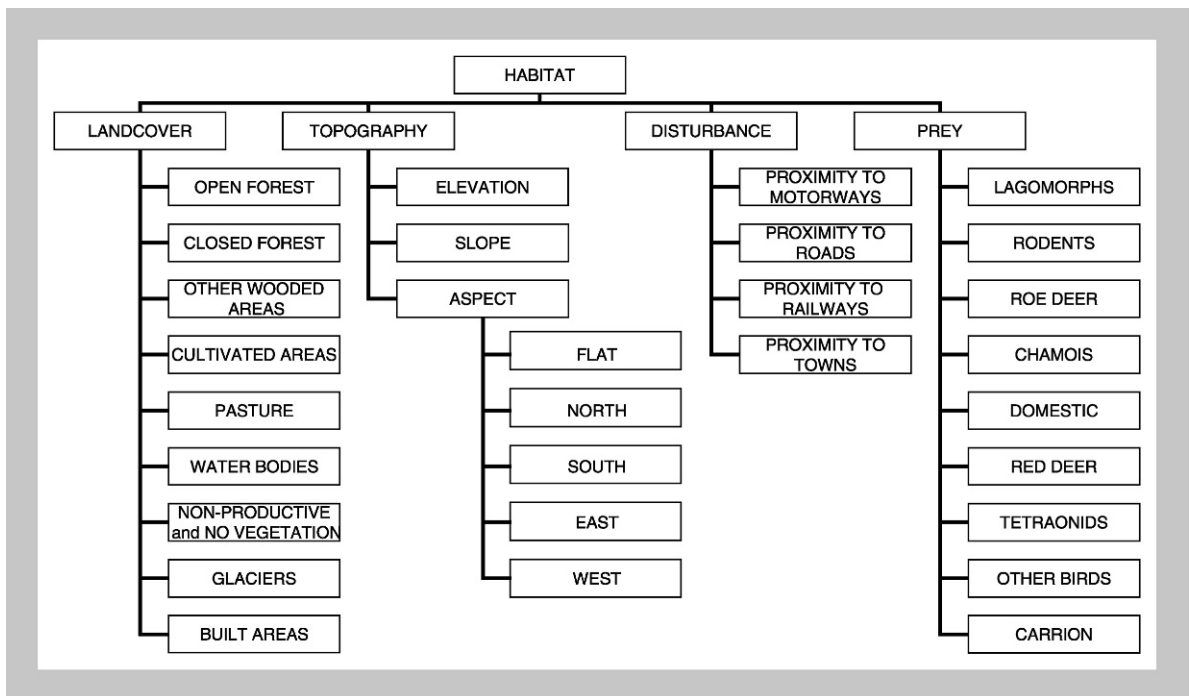 HABITAT
LANDCOVER
TOPOGRAPHY
DISTURBANCE
PREY
OPEN FOREST
CLOSED FOREST
OTHER WOODED
AREAS
CULTIVATED AREAS
PASTURE
WATER BODIES
NON-PRODUCTIVE
and NO VEGETATION
GLACIERS
BUILT AREAS
ELEVATION
SLOPE
ASPECT
FLAT
NORTH
SOUTH
EAST
WEST
PROXIMITY TO
MOTORWAYS
PROXIMITY TO
ROADS
PROXIMITY TO
RAILWAYS
PROXIMITY TO
TOWNS
LAGOMORPHS
RODENTS
ROE DEER
CHAMOIS
DOMESTIC
RED DEER
TETRAONIDS
OTHER BIRDS
CARRION